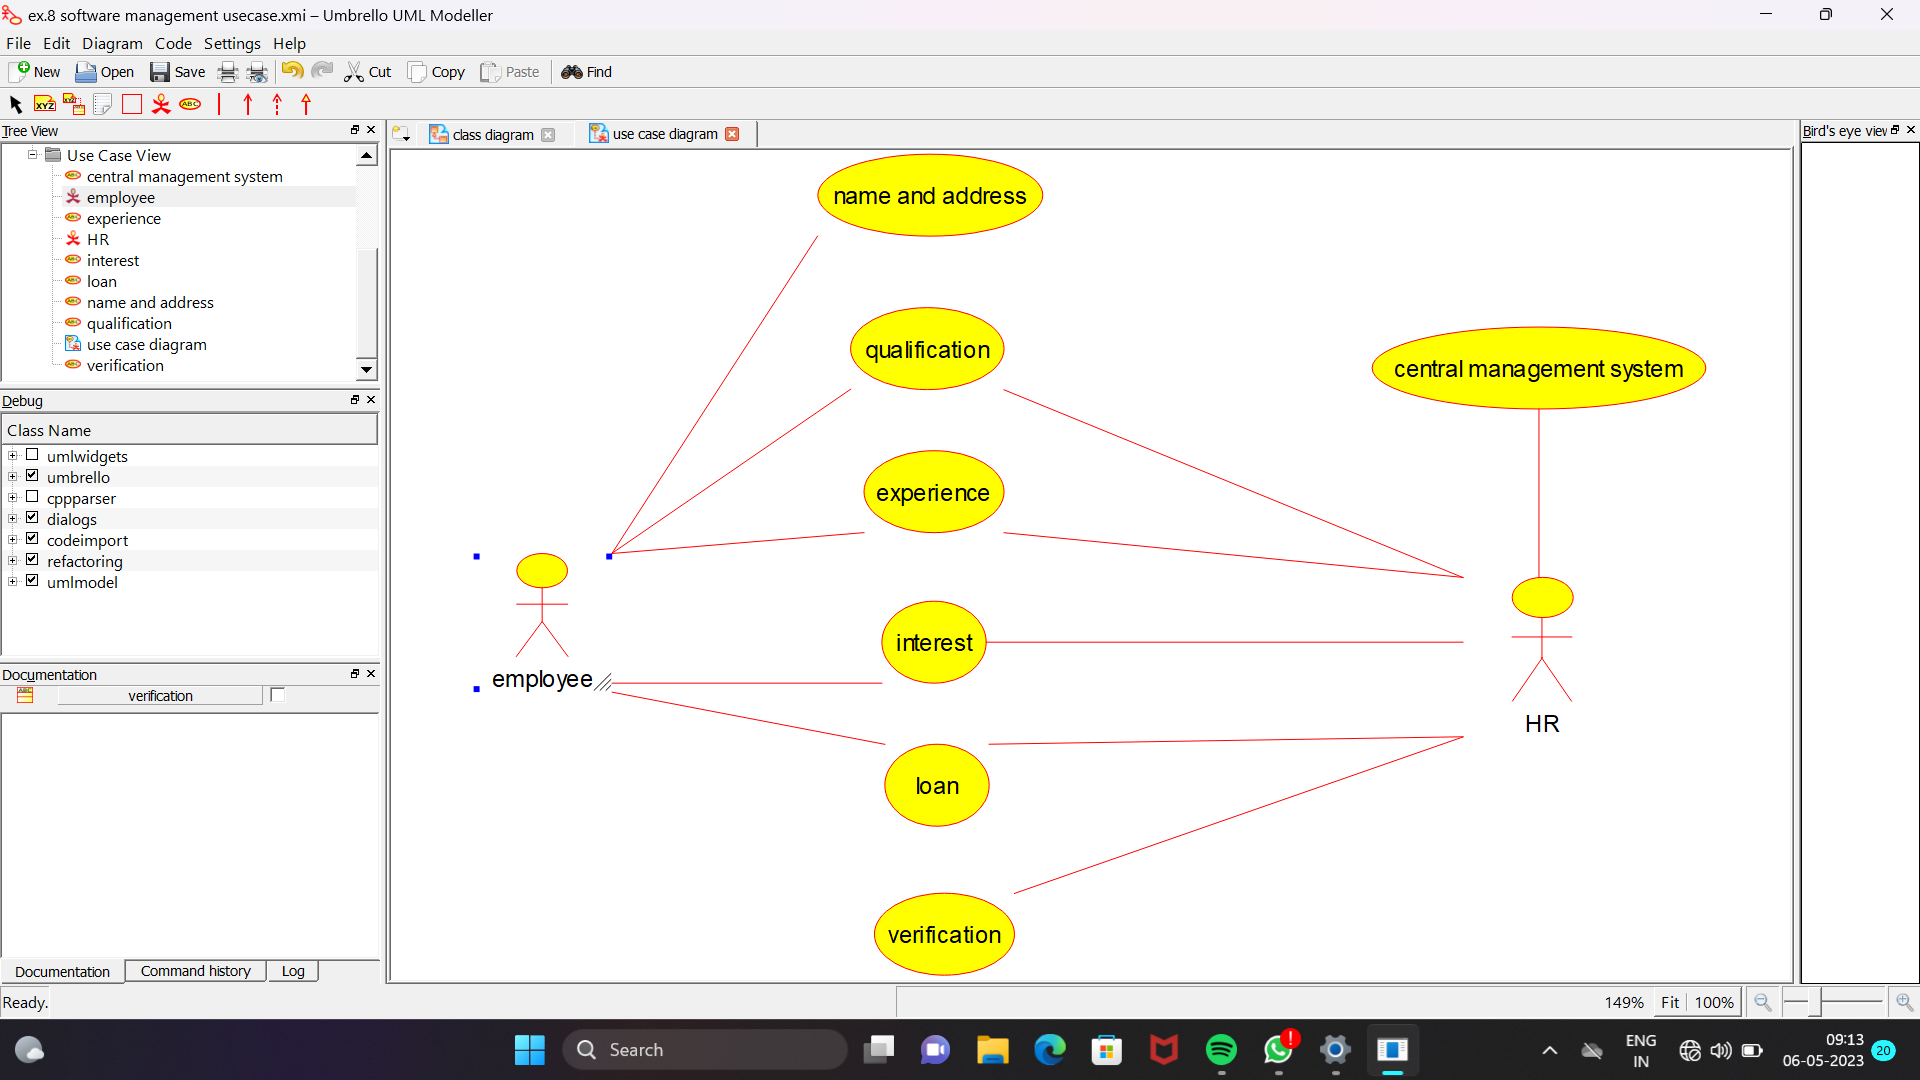 ex.8 software management usecase.xmi – Umbrello UML Modeller
File Edit Diagram Code Settings Help
New Open Save Cut Copy Paste Find
XYZ XYZ ABC
Tree View
Use Case View
central management system
employee
experience
HR
interest
loan
name and address
qualification
use case diagram
verification
Debug
Class Name
umlwidgets
umbrello
cppparser
dialogs
codeimport
refactoring
umlmodel
Documentation
verification
Documentation Command history Log
Ready.
class diagram use case diagram
name and address
qualification
central management system
experience
interest
employee
HR
loan
verification
Bird's eye view
149% Fit 100%
Search
ENG
IN
09:13
06-05-2023
20